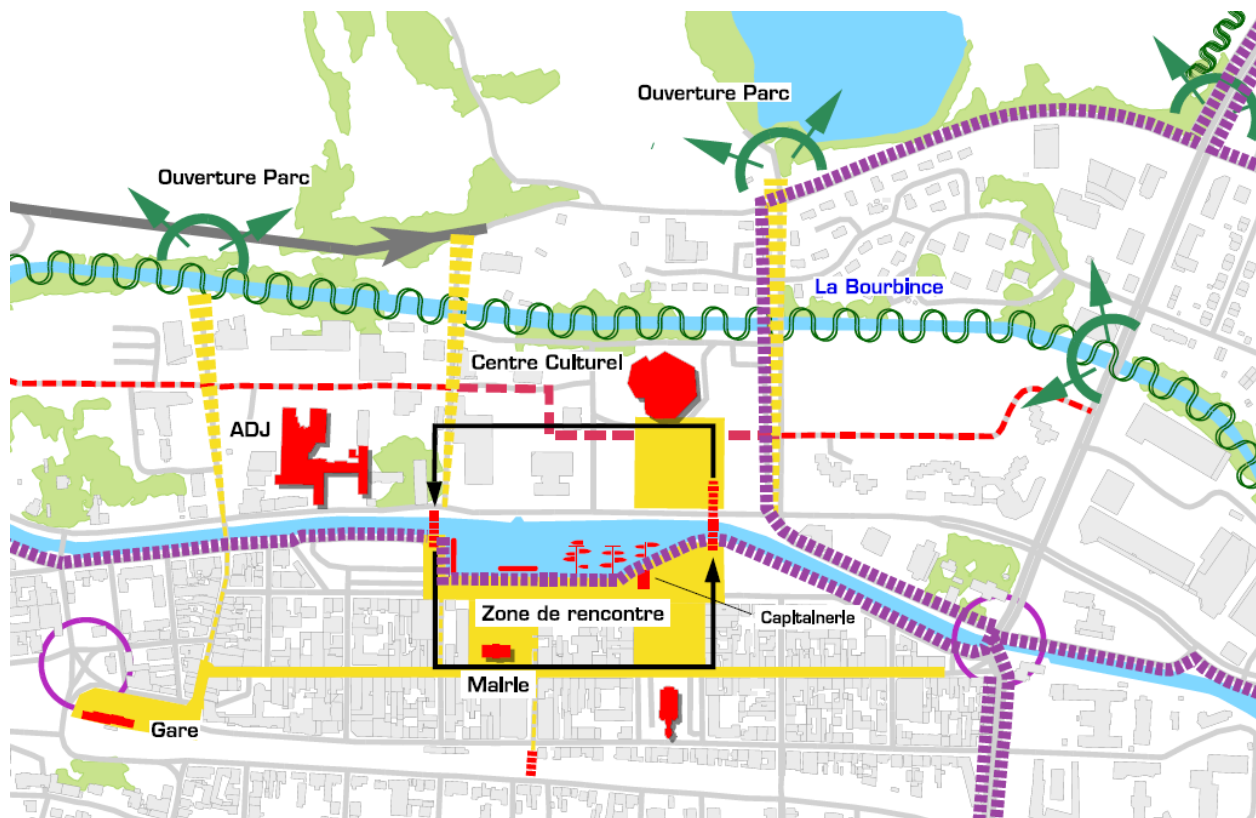 Ouverture Parc
Ouverture Parc
La Bourbince
Centre Culturel
ADJ
Zone de rencontre
Capitainerie
Mairie
Gare